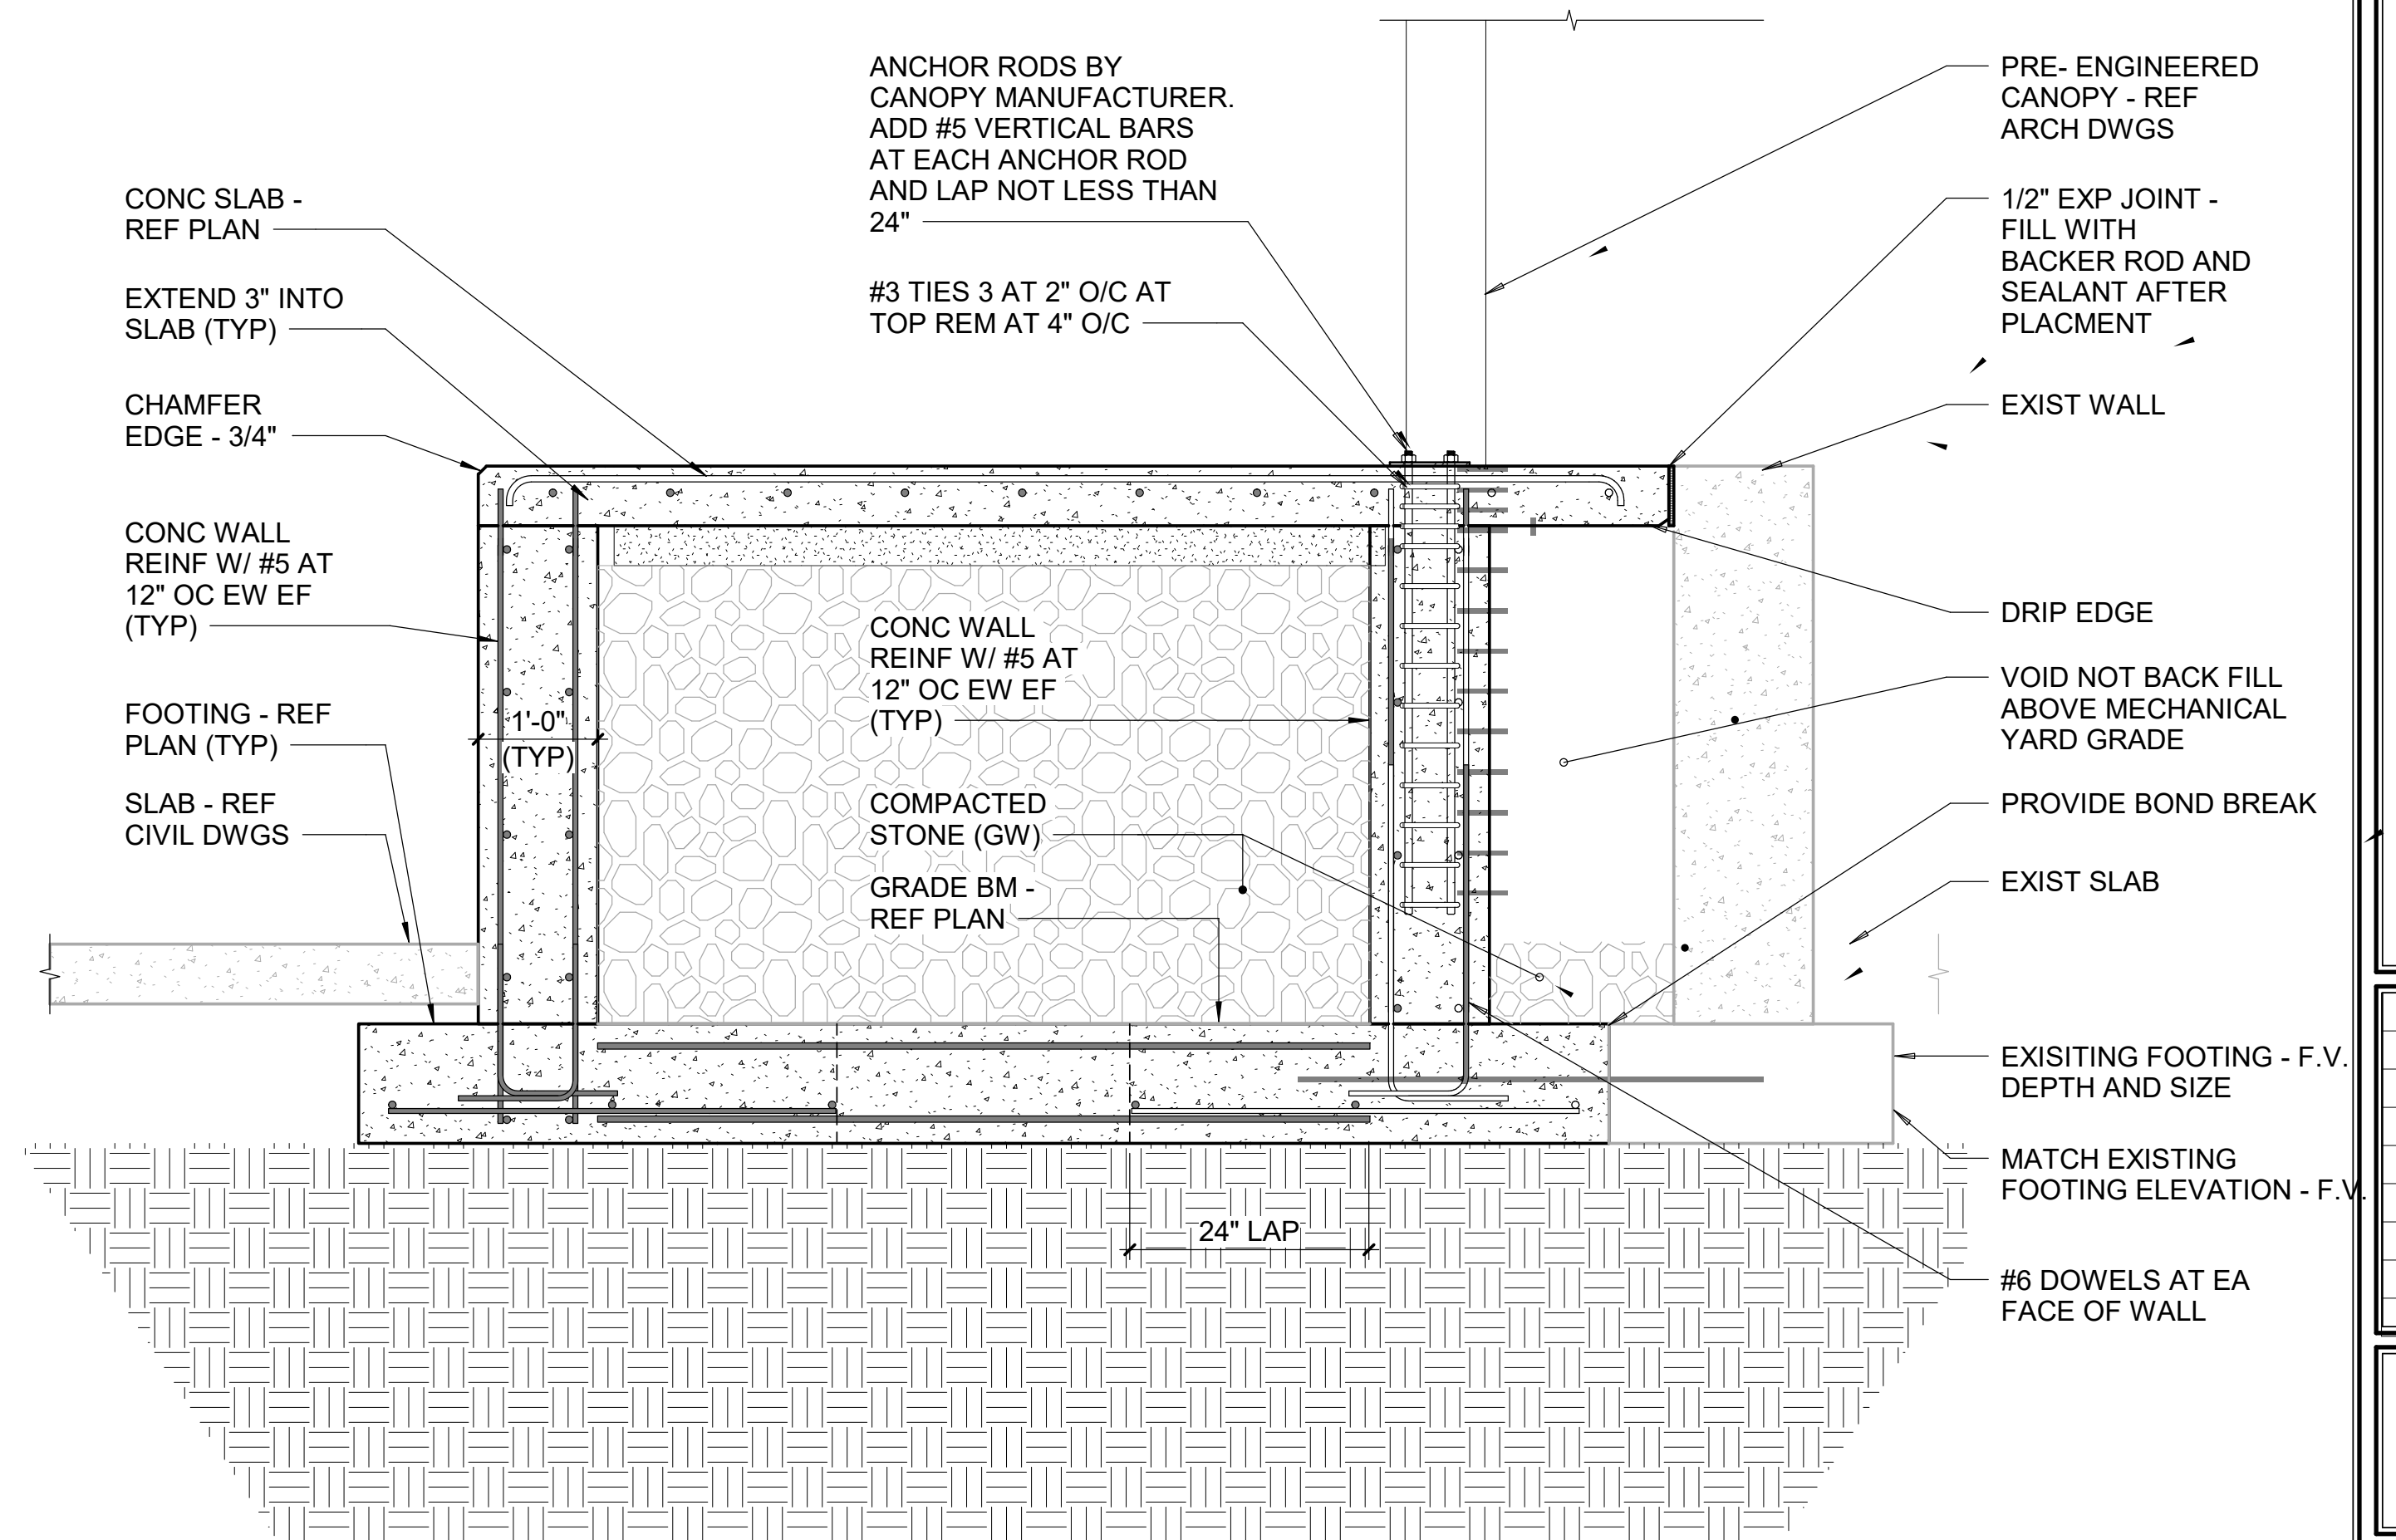 CONC SLAB -
REF PLAN
EXTEND 3" INTO
SLAB (TYP)
CHAMFER
EDGE - 3/4"
CONC WALL
REINF W/ #5 AT
12" OC EW EF
(TYP)
FOOTING - REF
PLAN (TYP)
SLAB - REF
CIVIL DWGS
1'-0"
(TYP)
ANCHOR RODS BY
CANOPY MANUFACTURER.
ADD #5 VERTICAL BARS
AT EACH ANCHOR ROD
AND LAP NOT LESS THAN
24"
#3 TIES 3 AT 2" O/C AT
TOP REM AT 4" O/C
CONC WALL
REINF W/ #5 AT
12" OC EW EF
(TYP)
COMPACTED
STONE (GW)
GRADE BM -
REF PLAN
24" LAP
PRE- ENGINEERED
CANOPY - REF
ARCH DWGS
1/2" EXP JOINT -
FILL WITH
BACKER ROD AND
SEALANT AFTER
PLACMENT
EXIST WALL
DRIP EDGE
VOID NOT BACK FILL
ABOVE MECHANICAL
YARD GRADE
PROVIDE BOND BREAK
EXIST SLAB
EXISITING FOOTING - F.V.
DEPTH AND SIZE
MATCH EXISTING
FOOTING ELEVATION - F.V.
#6 DOWELS AT EA
FACE OF WALL